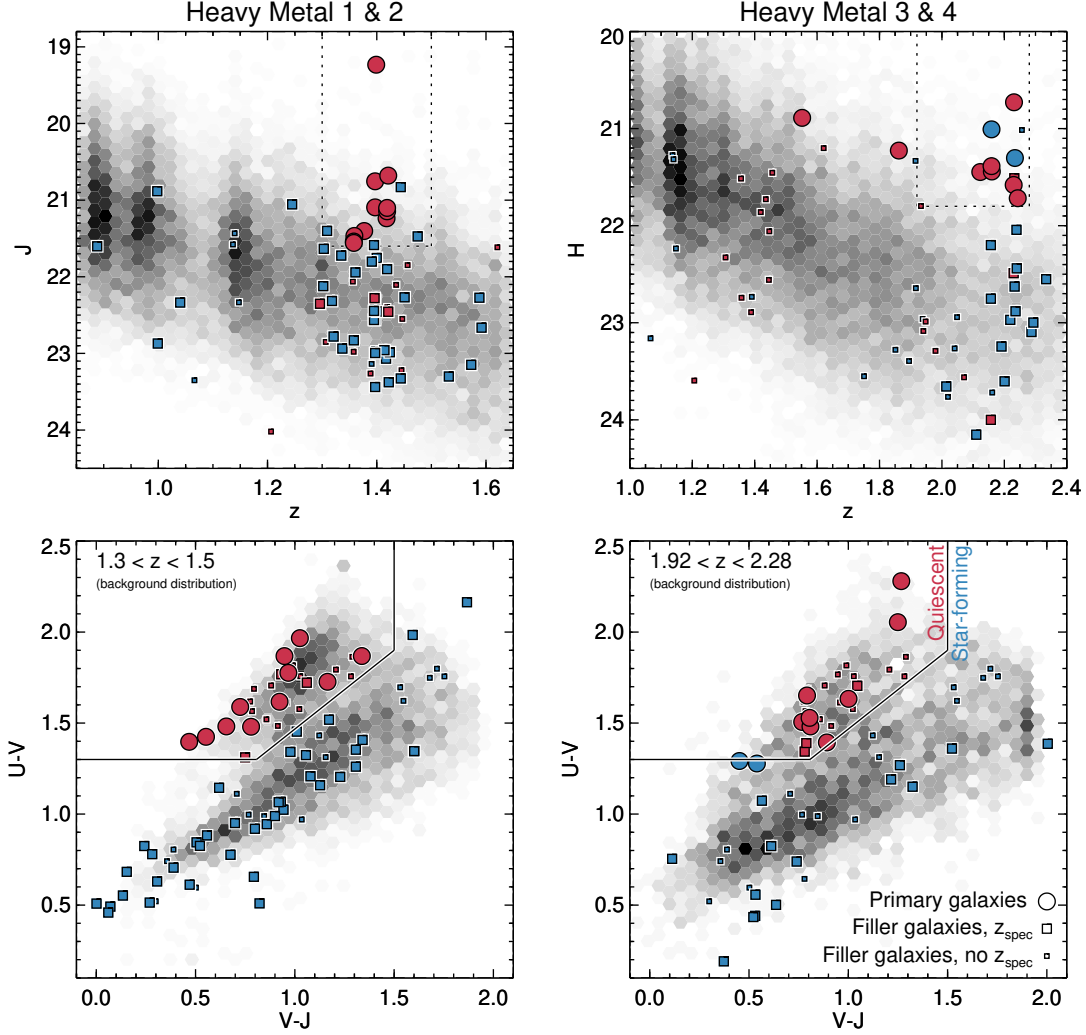 Heavy Metal 1 & 2
19
20
21
22
23
24
J
1.0
1.2
1.4
1.6
z
Heavy Metal 3 & 4
20
21
22
23
24
H
1.0
1.2
1.4
1.6
1.8
2.0
2.2
2.4
z
1.3 < z < 1.5
(background distribution)
2.5
2.0
1.5
1.0
0.5
U-V
0.0
0.5
1.0
1.5
2.0
V-J
1.92 < z < 2.28
(background distribution)
Quiescent
Star-forming
2.5
2.0
1.5
1.0
0.5
U-V
Primary galaxies
Filler galaxies, zspec
Filler galaxies, no zspec
0.0
0.5
1.0
1.5
2.0
V-J